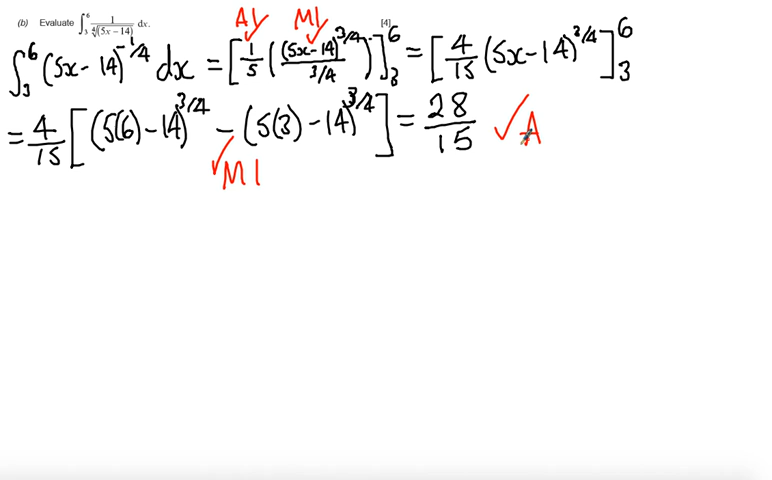 (b) Evaluate ∫₃⁶ 1/⁴√(5x − 14) dx. [4]
A1 M1
∫₃⁶ (5x − 14)^(-1/4) dx = [1/5 ((5x − 14)^(3/4) / (3/4))]₃⁶ = [4/15 (5x − 14)^(3/4)]₃⁶
= 4/15 [(5(6) − 14)^(3/4) − (5(3) − 14)^(3/4)] = 28/15 ✓ A
✓ M1